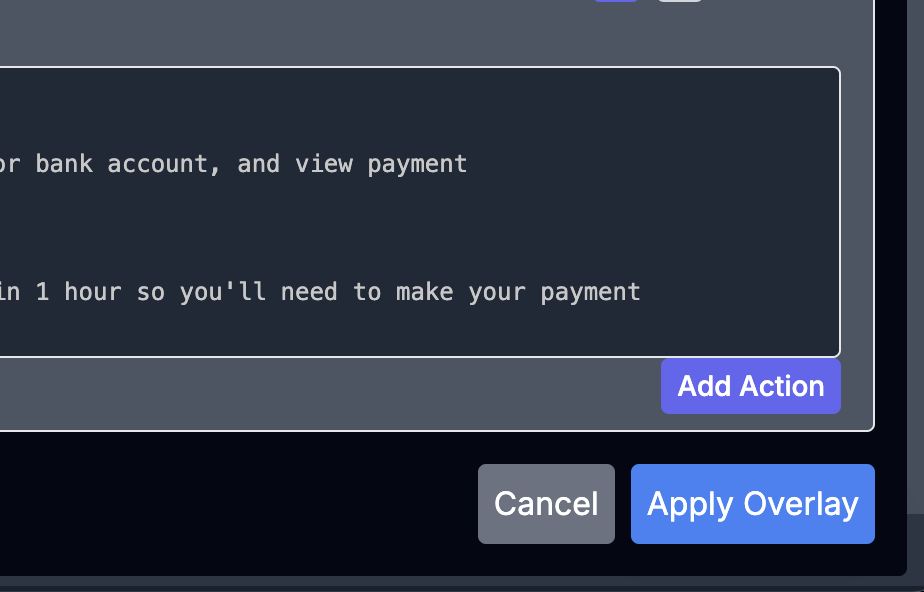 or bank account, and view payment
in 1 hour so you'll need to make your payment
Add Action
Cancel
Apply Overlay